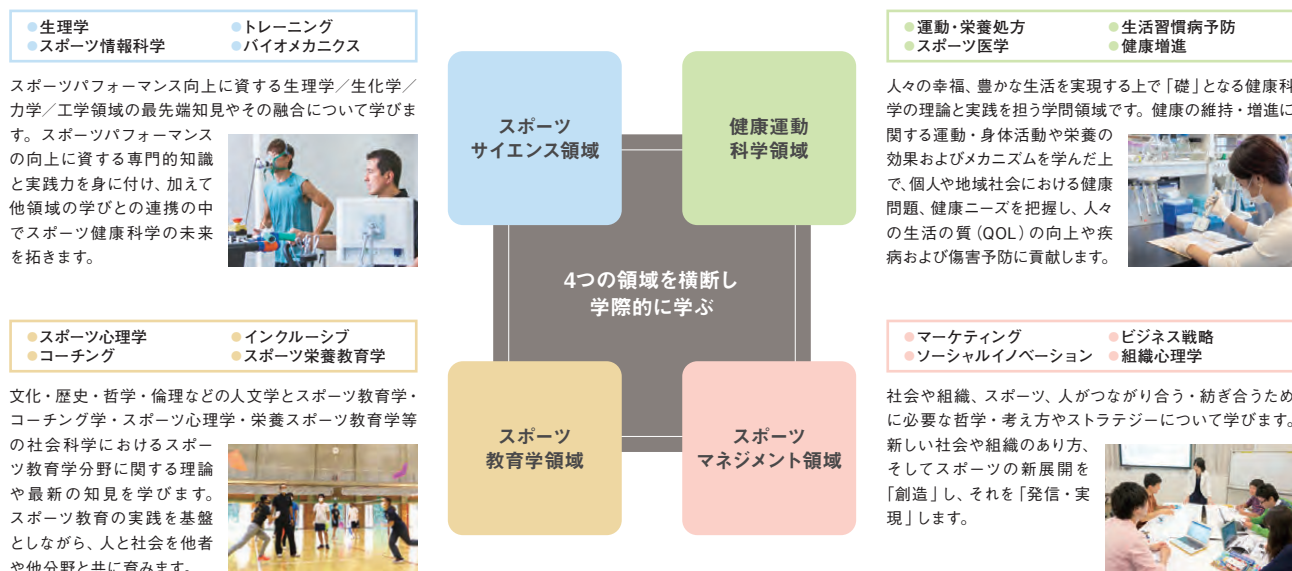 ●生理学 ●トレーニング
●スポーツ情報科学 ●バイオメカニクス
スポーツパフォーマンス向上に資する生理学／生化学／
力学／工学領域の最先端知見やその融合について学びま
す。スポーツパフォーマンス
の向上に資する専門的知識
と実践力を身に付け、加えて
他領域の学びとの連携の中
でスポーツ健康科学の未来
を拓きます。
スポーツ
サイエンス領域
健康運動
科学領域
●運動・栄養処方 ●生活習慣病予防
●スポーツ医学 ●健康増進
人々の幸福、豊かな生活を実現する上で「礎」となる健康科
学の理論と実践を担う学問領域です。健康の維持・増進に
関する運動・身体活動や栄養の
効果およびメカニズムを学んだ上
で、個人や地域社会における健康
問題、健康ニーズを把握し、人々
の生活の質（QOL）の向上や疾
病および傷害予防に貢献します。
4つの領域を横断し
学際的に学ぶ
●スポーツ心理学 ●インクルーシブ
●コーチング ●スポーツ栄養教育学
文化・歴史・哲学・倫理などの人文学とスポーツ教育学・
コーチング学・スポーツ心理学・栄養スポーツ教育学等
の社会科学におけるスポー
ツ教育学分野に関する理論
や最新の知見を学びます。
スポーツ教育の実践を基盤
としながら、人と社会を他者
や他分野と共に育みます。
スポーツ
教育学領域
スポーツ
マネジメント領域
●マーケティング ●ビジネス戦略
●ソーシャルイノベーション ●組織心理学
社会や組織、スポーツ、人がつながり合う・紡ぎ合うため
に必要な哲学・考え方やストラテジーについて学びます。
新しい社会や組織のあり方、
そしてスポーツの新展開を
「創造」し、それを「発信・実
現」します。